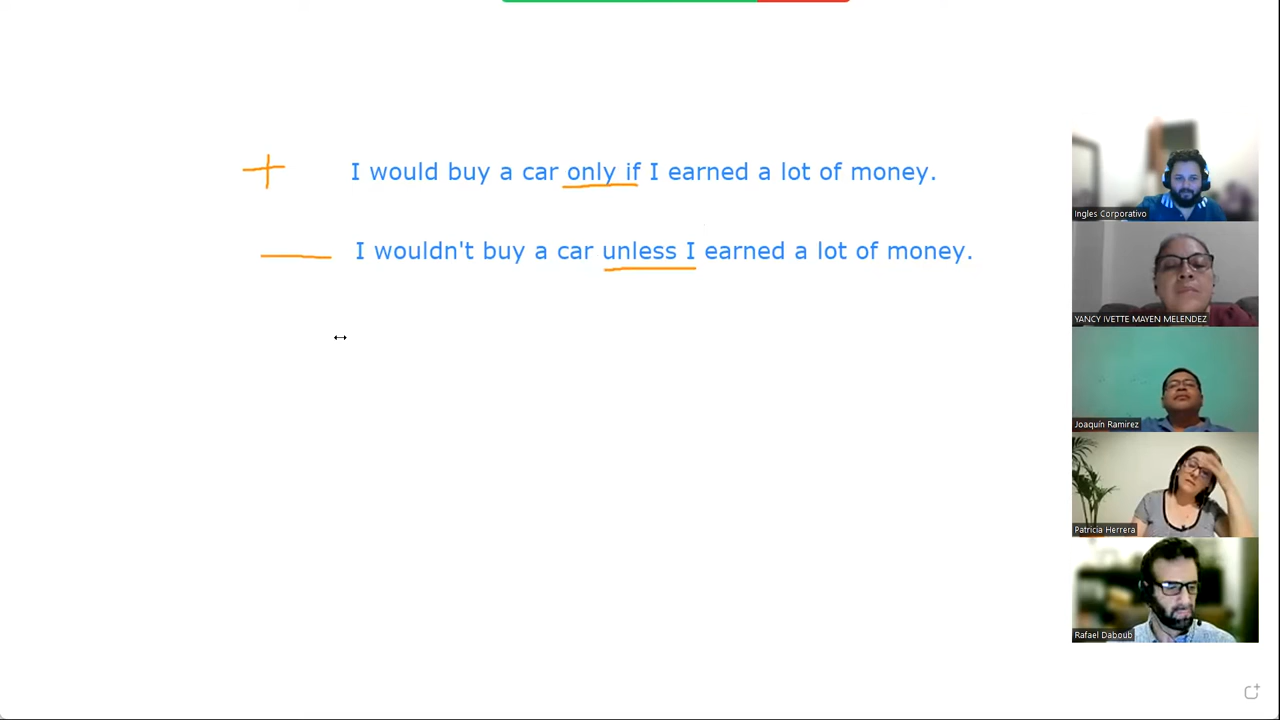 I would buy a car only if I earned a lot of money.
I wouldn't buy a car unless I earned a lot of money.
Ingles Corporativo
YANCY IVETTE MAYEN MELENDEZ
Joaquín Ramirez
Patricia Herrera
Rafael Daboub